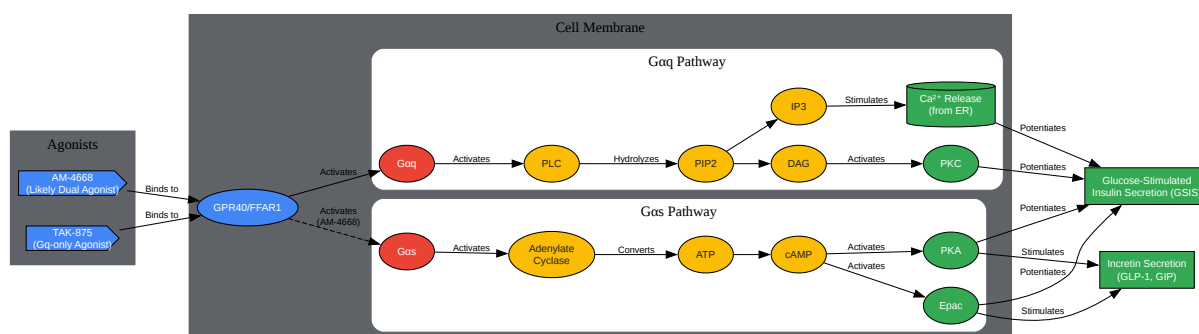 Cell Membrane
Agonists
AM-4668
(Likely Dual Agonist)
TAK-875
(Gq-only Agonist)
Binds to
Binds to
GPR40/FFAR1
Activates
Activates
(AM-4668)
Gαq Pathway
Gαq
Activates
PLC
Hydrolyzes
PIP2
IP3
Stimulates
Ca²⁺ Release
(from ER)
DAG
Activates
PKC
Potentiates
Potentiates
Gαs Pathway
Gαs
Activates
Adenylate
Cyclase
Converts
ATP
cAMP
Activates
Activates
PKA
Epac
Potentiates
Stimulates
Potentiates
Stimulates
Glucose-Stimulated
Insulin Secretion (GSIS)
Incretin Secretion
(GLP-1, GIP)